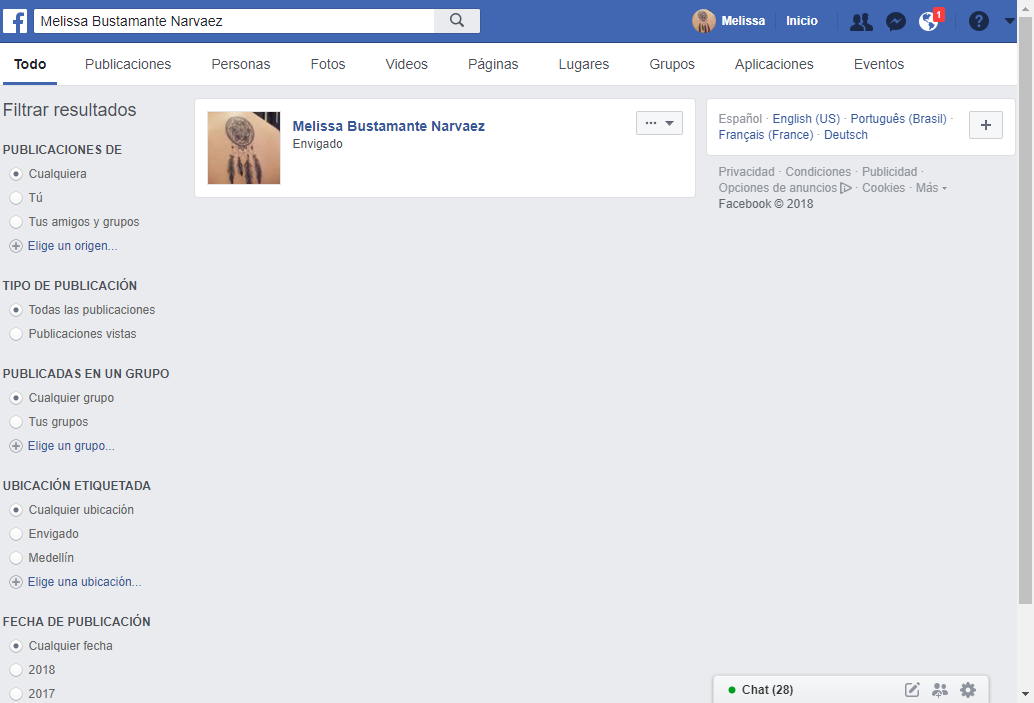 Melissa Bustamante Narvaez
Melissa Inicio 1 ?
Todo Publicaciones Personas Fotos Videos Páginas Lugares Grupos Aplicaciones Eventos
Filtrar resultados
PUBLICACIONES DE
Cualquiera
Tú
Tus amigos y grupos
Elige un origen...
TIPO DE PUBLICACIÓN
Todas las publicaciones
Publicaciones vistas
PUBLICADAS EN UN GRUPO
Cualquier grupo
Tus grupos
Elige un grupo...
UBICACIÓN ETIQUETADA
Cualquier ubicación
Envigado
Medellín
Elige una ubicación...
FECHA DE PUBLICACIÓN
Cualquier fecha
2018
2017
Melissa Bustamante Narvaez
Envigado
Español · English (US) · Português (Brasil) ·
Français (France) · Deutsch
Privacidad · Condiciones · Publicidad ·
Opciones de anuncios · Cookies · Más
Facebook © 2018
Chat (28)